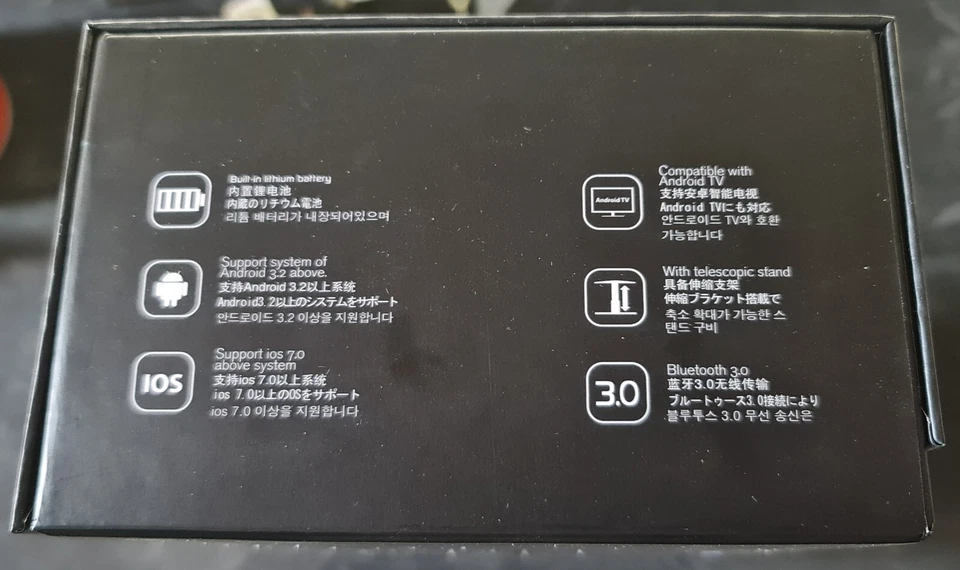 Built-in lithium battery
内置锂电池
内蔵のリチウム電池
리튬 배터리가 내장되어있으며
Support system of
Android 3.2 above.
支持Android 3.2以上系统
Android3.2以上のシステムをサポート
안드로이드 3.2 이상을 지원합니다
IOS
Support ios 7.0
above system
支持ios 7.0以上系统
ios 7.0以上のOSをサポート
ios 7.0 이상을 지원합니다
Android TV
Compatible with
Android TV
支持安卓智能电视
Android TVにも対応
안드로이드 TV와 호환
가능합니다
With telescopic stand
具备伸缩支架
伸縮ブラケット搭載で
축소 확대가 가능한 스
탠드 구비
3.0
Bluetooth 3.0
蓝牙3.0无线传输
ブルートゥース3.0接続により
블루투스 3.0 무선 송신은